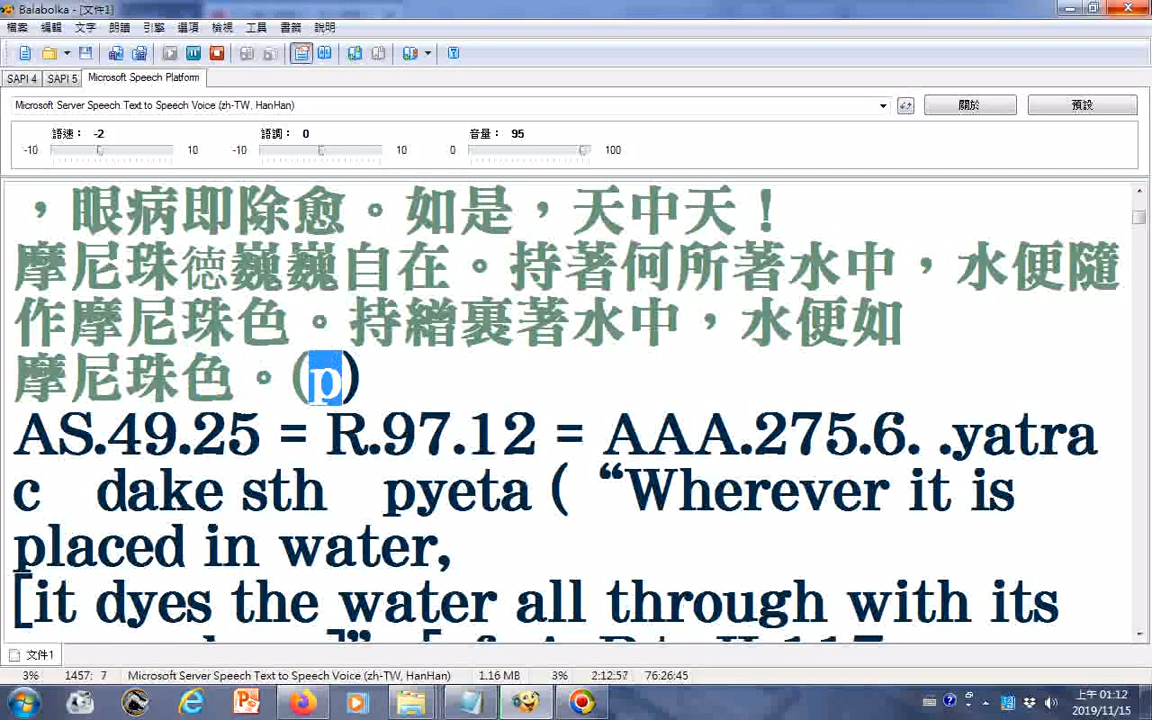 Balabolka - [文件1]
檔案 編輯 文字 朗讀 引擎 選項 檢視 工具 書籤 說明
SAPI 4 SAPI 5 Microsoft Speech Platform
Microsoft Server Speech Text to Speech Voice (zh-TW, HanHan) 關於 預設
語速： -2 語調： 0 音量： 95
-10 10 -10 10 0 100
，眼病即除愈。如是，天中天！
摩尼珠德巍巍自在。持著何所著水中，水便隨
作摩尼珠色。持繒裹著水中，水便如
摩尼珠色。(p)
AS.49.25 = R.97.12 = AAA.275.6. .yatra
c dake sth pyeta (“Wherever it is
placed in water,
[it dyes the water all through with its
文件1
3% 1457: 7 Microsoft Server Speech Text to Speech Voice (zh-TW, HanHan) 1.16 MB 3% 2:12:57 76:26:45
上午 01:12
2019/11/15